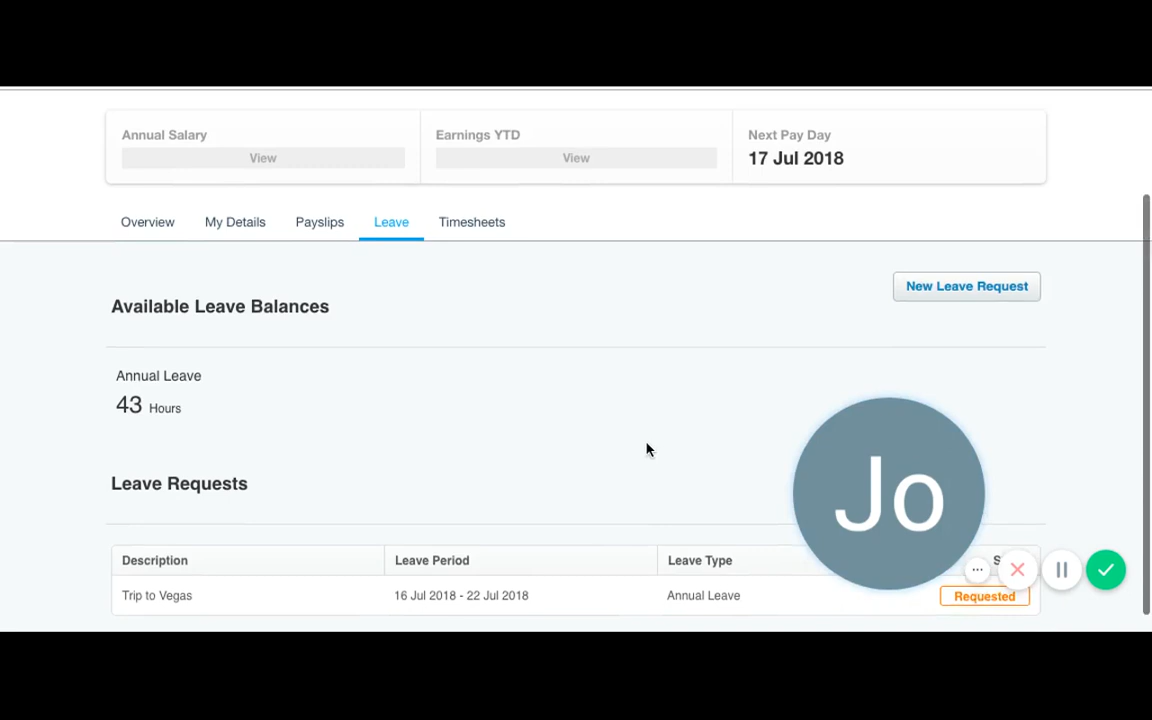 Annual Salary
View
Earnings YTD
View
Next Pay Day
17 Jul 2018
Overview My Details Payslips Leave Timesheets
New Leave Request
Available Leave Balances
Annual Leave
43 Hours
Jo
Leave Requests
Description Leave Period Leave Type
Trip to Vegas 16 Jul 2018 - 22 Jul 2018 Annual Leave Requested